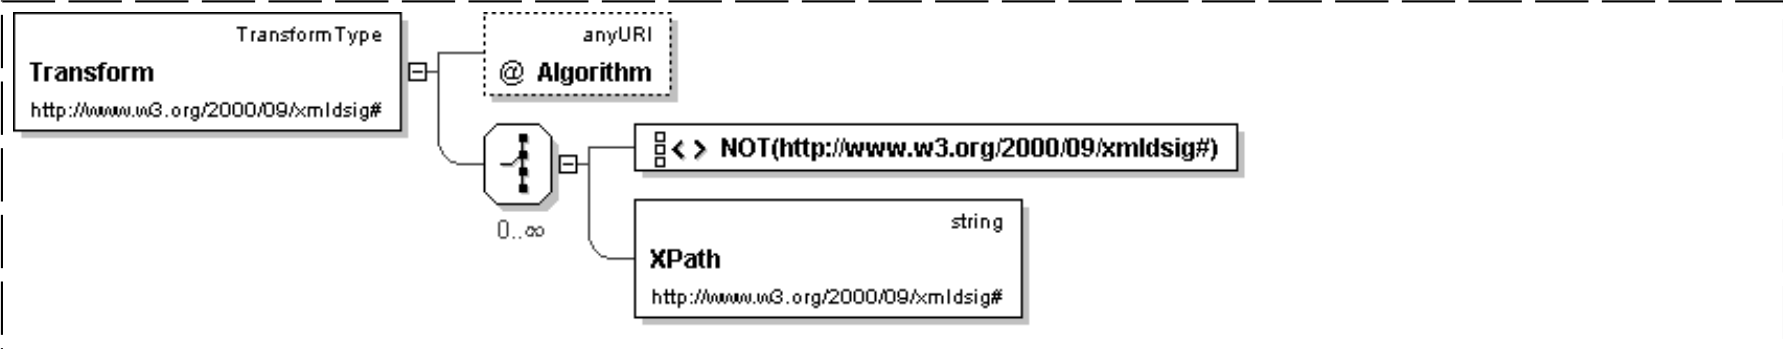 TransformType
Transform
http://www.w3.org/2000/09/xmldsig#
anyURI
@ Algorithm
0..∞
< > NOT(http://www.w3.org/2000/09/xmldsig#)
string
XPath
http://www.w3.org/2000/09/xmldsig#